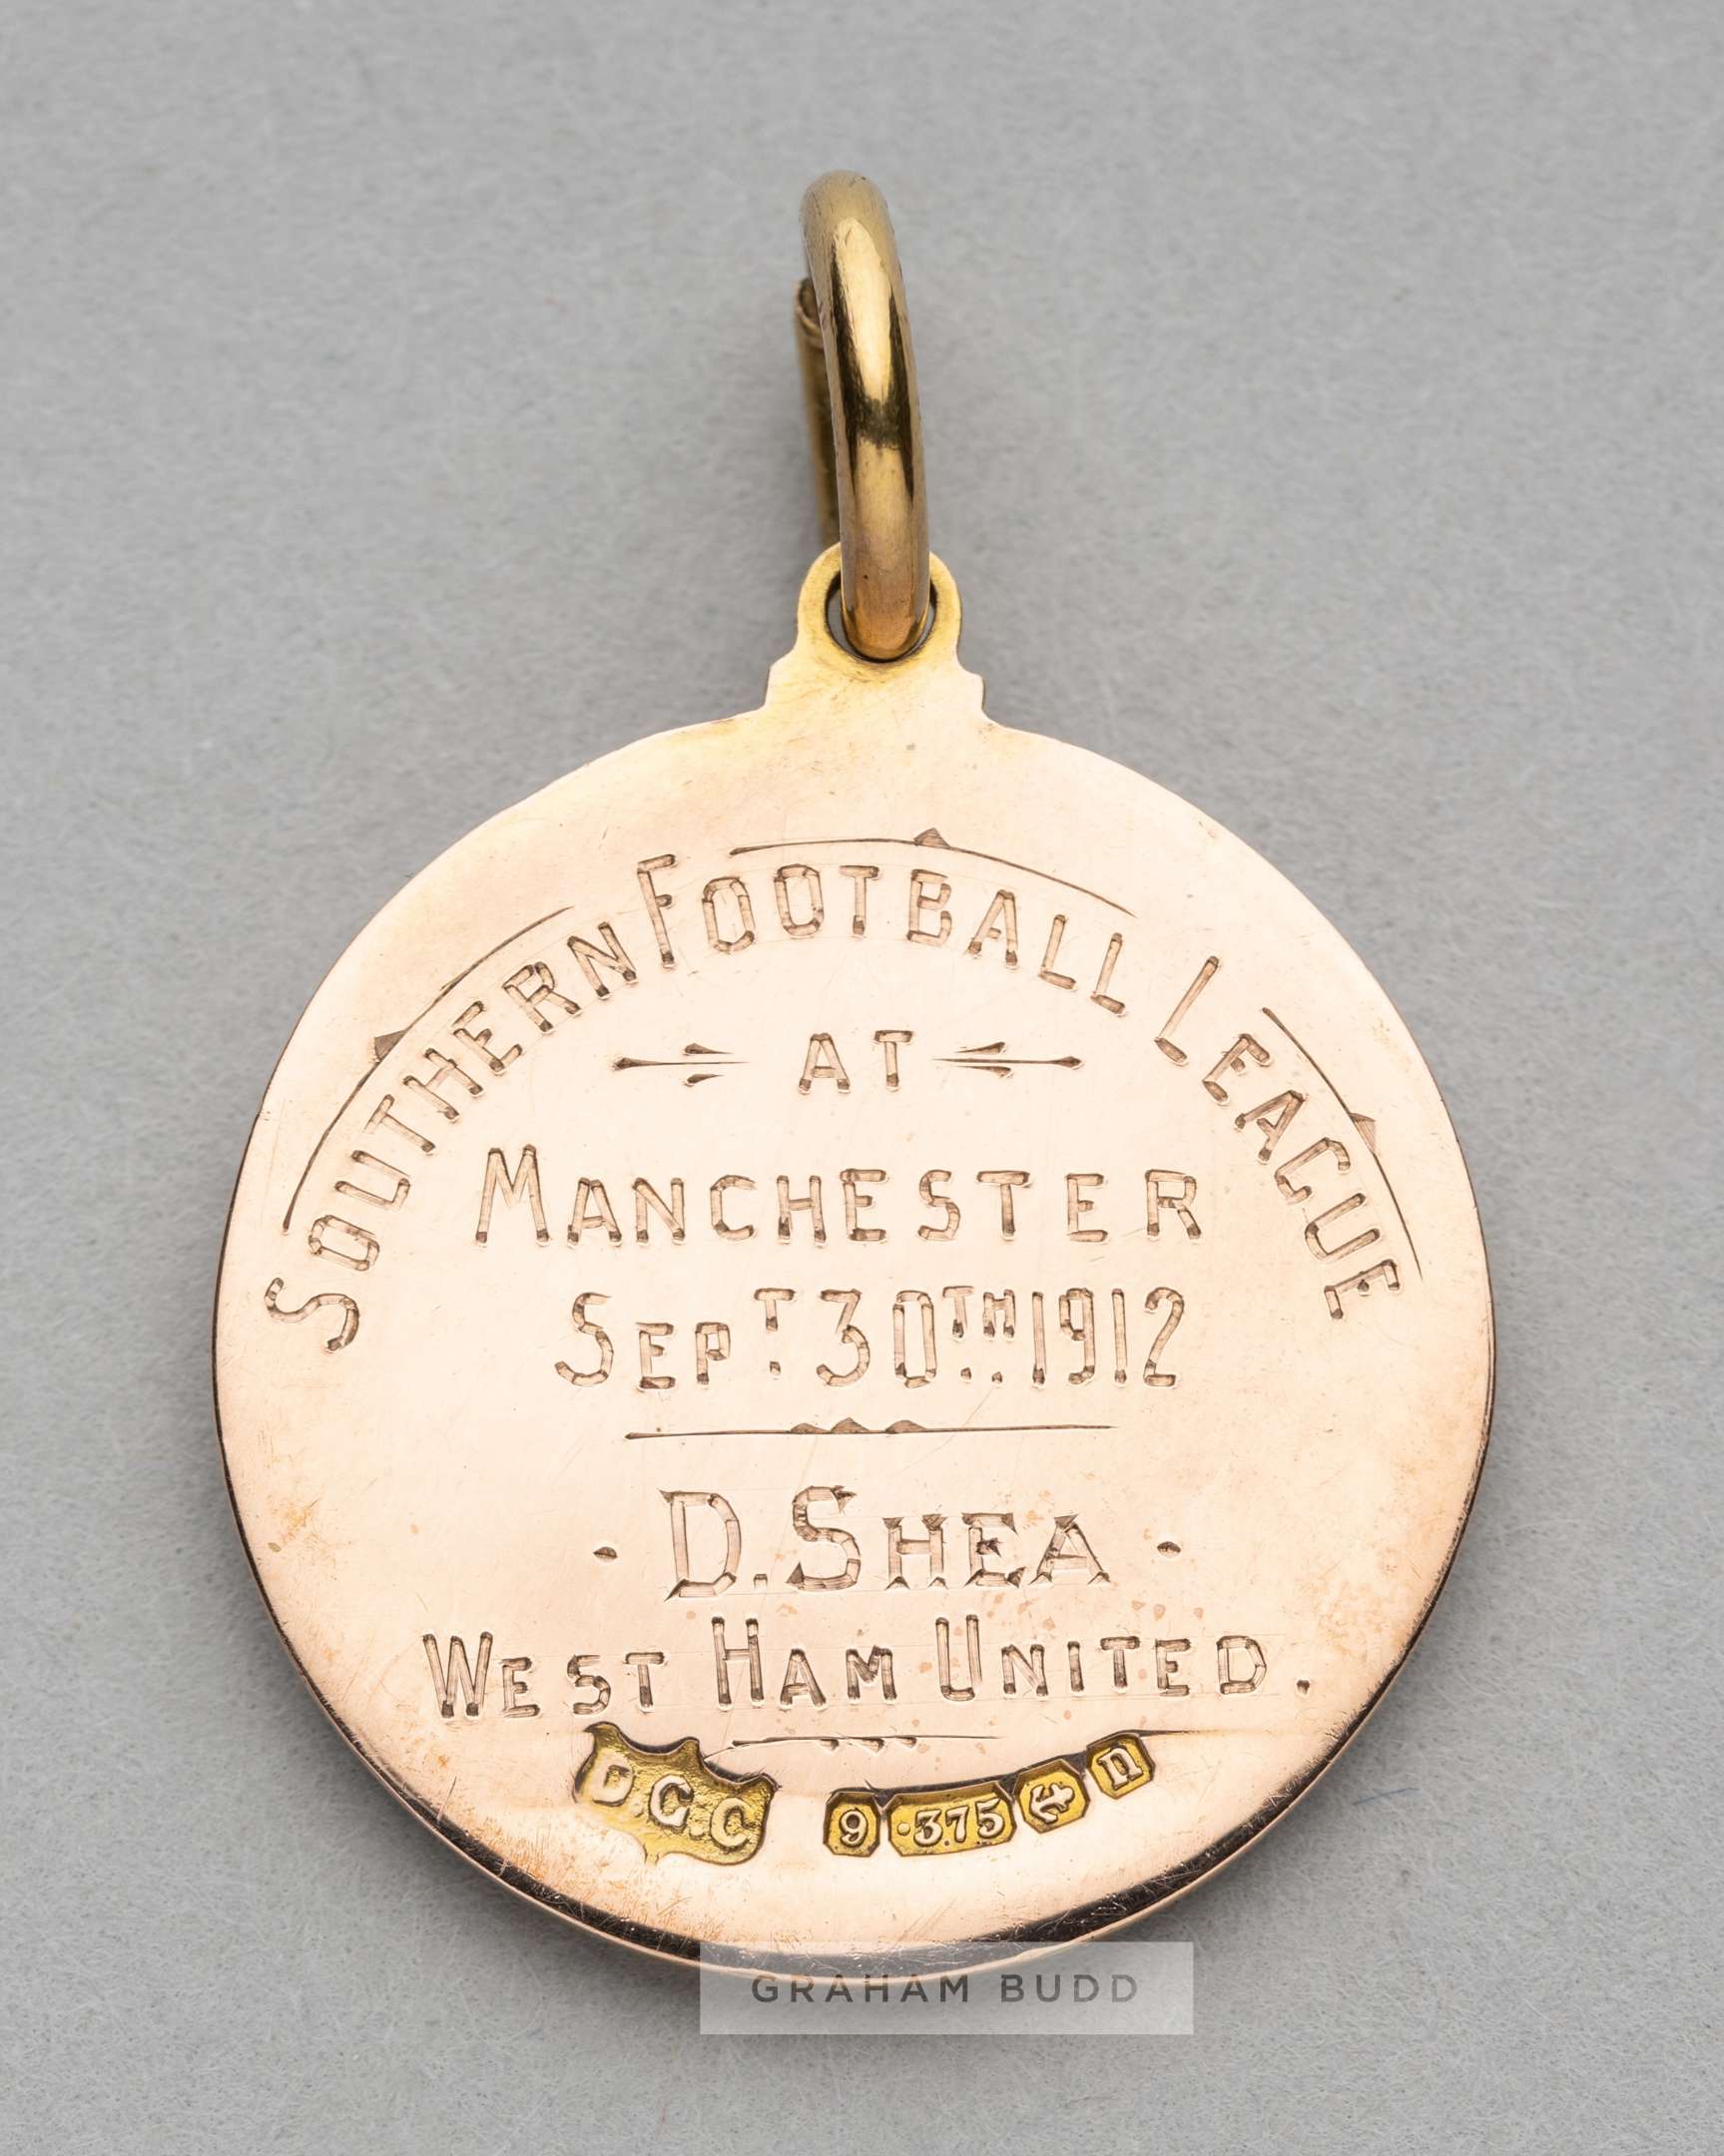 SOUTHERN FOOTBALL LEAGUE
AT
MANCHESTER
SEPT. 30TH.. 1912
· D. SHEA ·
WEST HAM UNITED.
D.G.C 9 ·375 n
GRAHAM BUDD